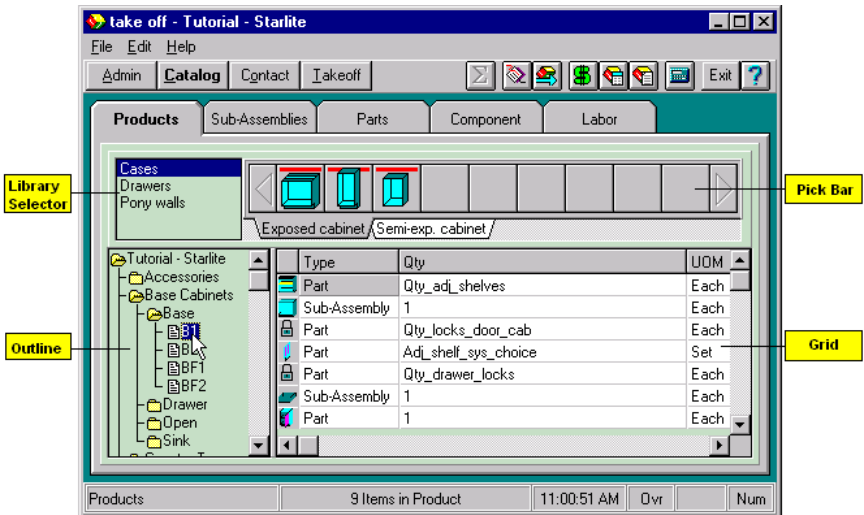 take off - Tutorial - Starlite
File Edit Help
Admin Catalog Contact Takeoff Σ $ Exit ?
Products Sub-Assemblies Parts Component Labor
Library Selector
Cases
Drawers
Pony walls
Pick Bar
Exposed cabinet Semi-exp. cabinet
Outline
Tutorial - Starlite
Accessories
Base Cabinets
Base
B1
BF1
BF2
Drawer
Open
Sink
Type Qty UOM
Part Qty_adj_shelves Each
Sub-Assembly 1 Each
Part Qty_locks_door_cab Each
Part Adj_shelf_sys_choice Set
Part Qty_drawer_locks Each
Sub-Assembly 1 Each
Part 1 Each
Grid
Products 9 Items in Product 11:00:51 AM Ovr Num